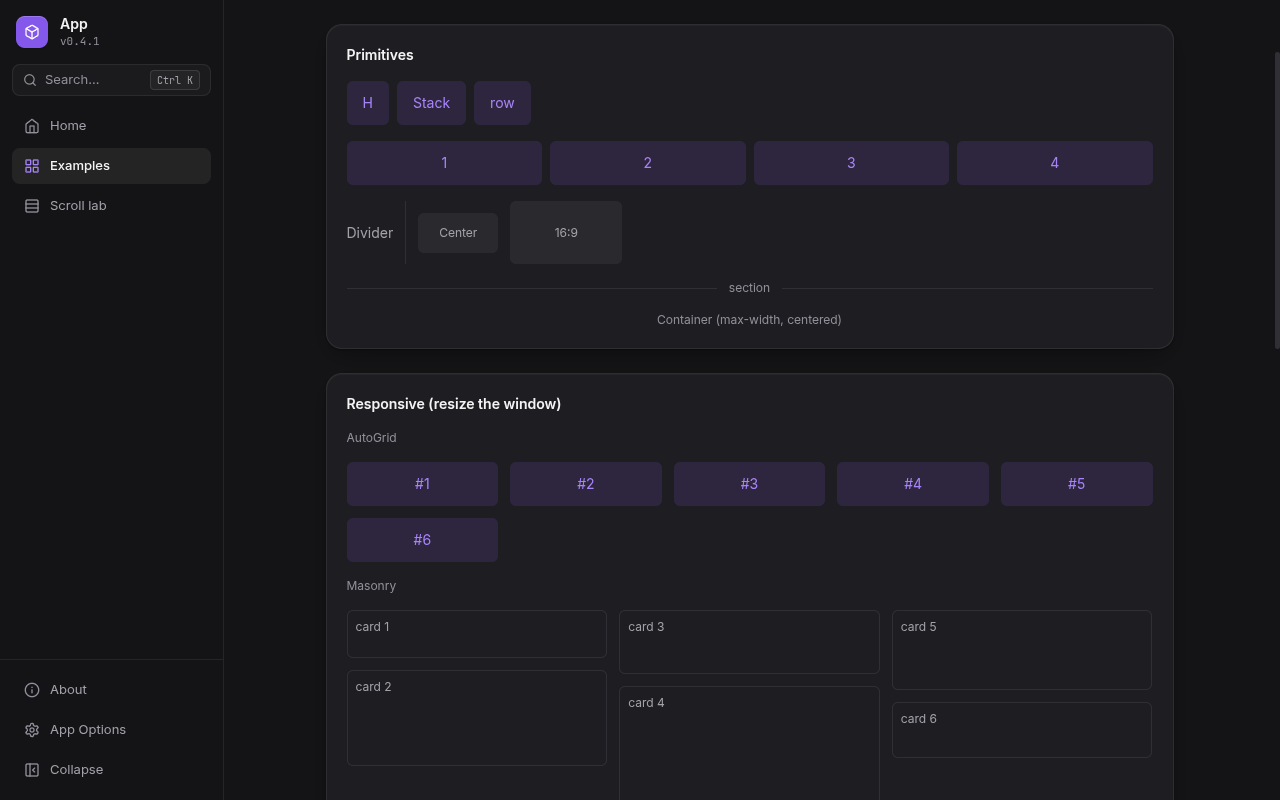 App
v0.4.1
Search...
Ctrl K
Home
Examples
Scroll lab
About
App Options
Collapse
Primitives
H
Stack
row
1
2
3
4
Divider
Center
16:9
section
Container (max-width, centered)
Responsive (resize the window)
AutoGrid
#1
#2
#3
#4
#5
#6
Masonry
card 1
card 2
card 3
card 4
card 5
card 6